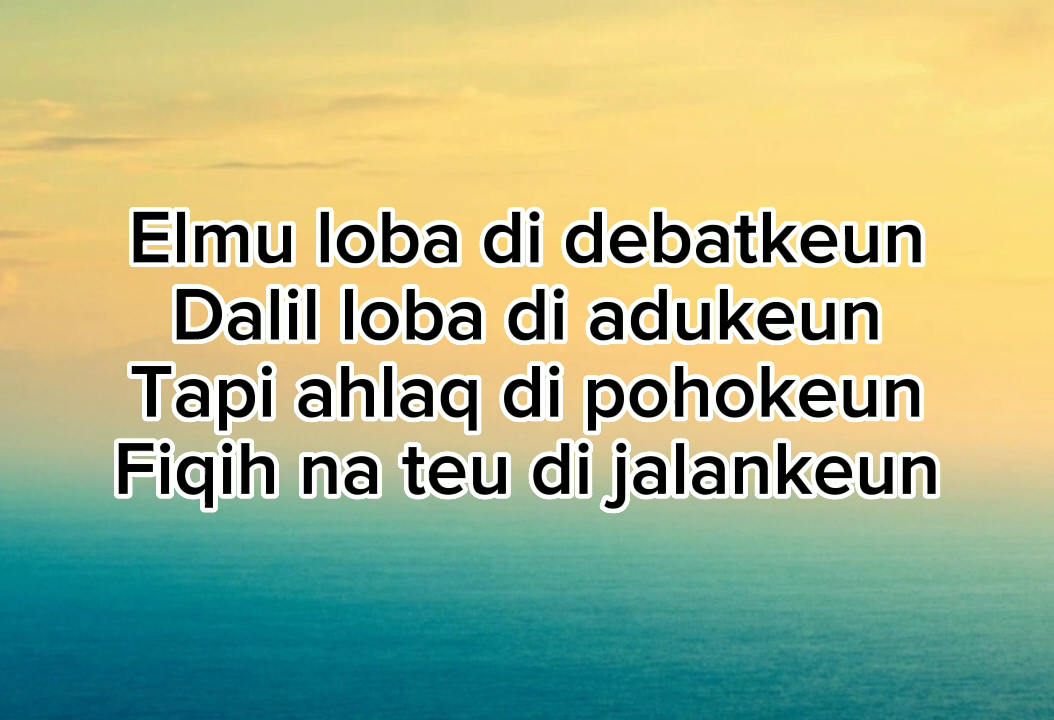 Elmu loba di debatkeun
Dalil loba di adukeun
Tapi ahlaq di pohokeun
Fiqih na teu di jalankeun